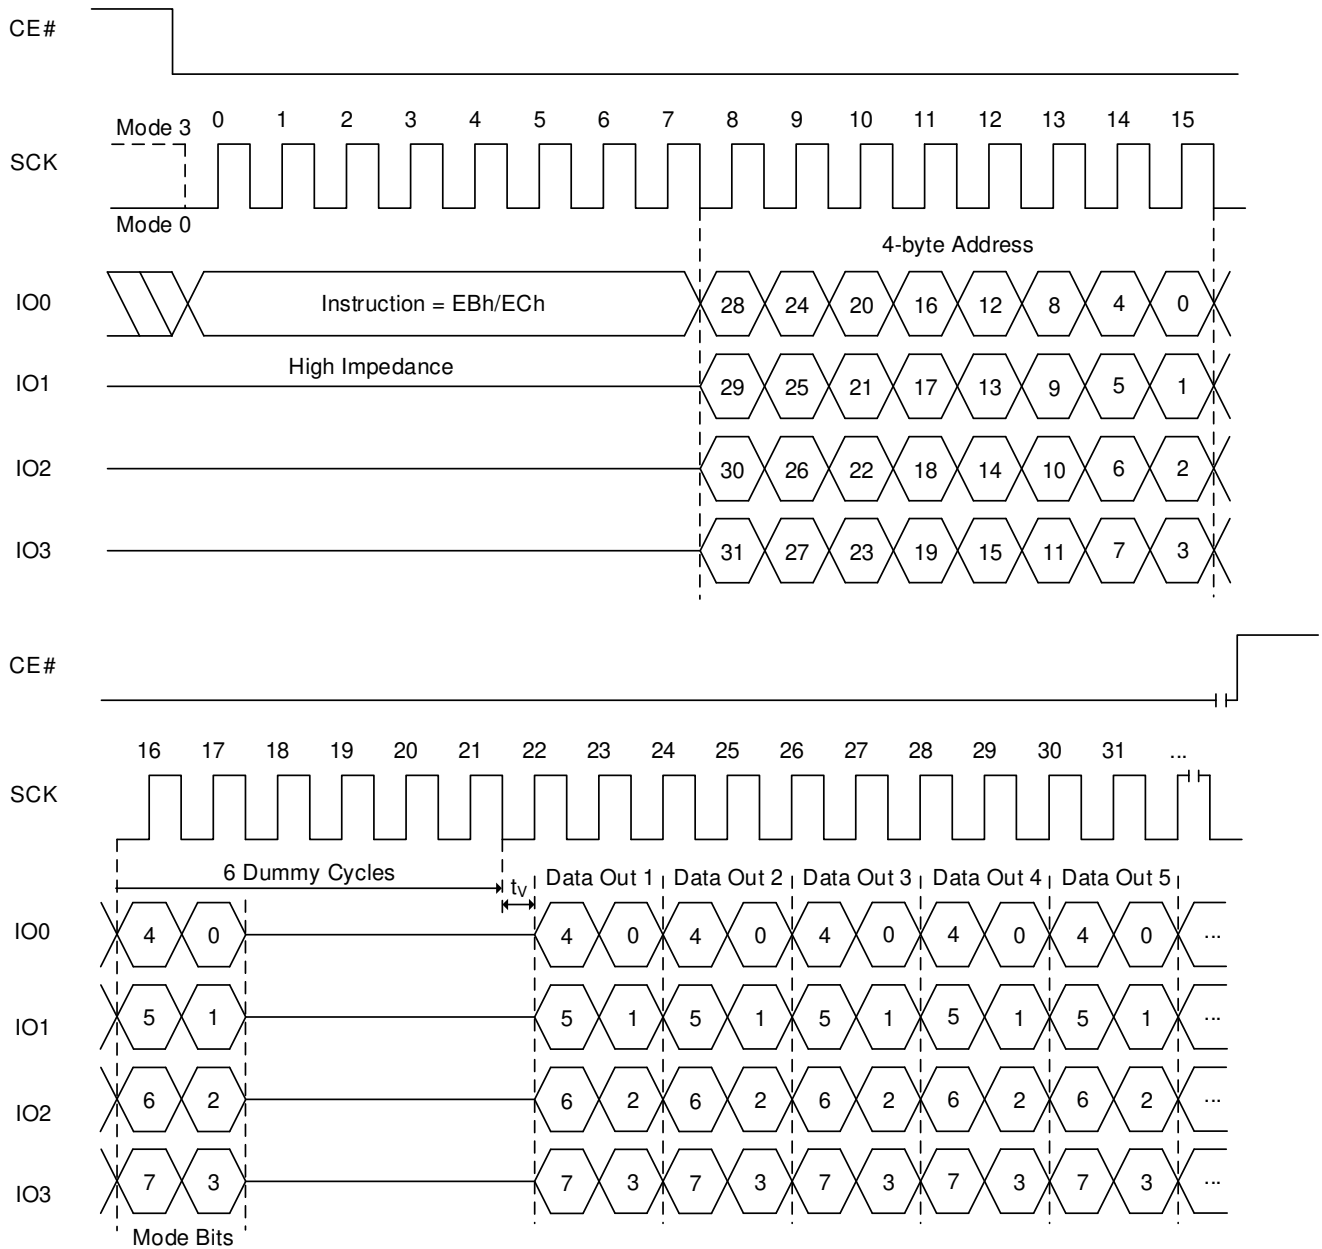 CE#
Mode 3 0 1 2 3 4 5 6 7 8 9 10 11 12 13 14 15
SCK
Mode 0
4-byte Address
IO0 Instruction = EBh/ECh 28 24 20 16 12 8 4 0
High Impedance
IO1 29 25 21 17 13 9 5 1
IO2 30 26 22 18 14 10 6 2
IO3 31 27 23 19 15 11 7 3
CE#
16 17 18 19 20 21 22 23 24 25 26 27 28 29 30 31 ...
SCK
6 Dummy Cycles tV Data Out 1 Data Out 2 Data Out 3 Data Out 4 Data Out 5
IO0 4 0 4 0 4 0 4 0 4 0 4 0 ...
IO1 5 1 5 1 5 1 5 1 5 1 5 1 ...
IO2 6 2 6 2 6 2 6 2 6 2 6 2 ...
IO3 7 3 7 3 7 3 7 3 7 3 7 3 ...
Mode Bits